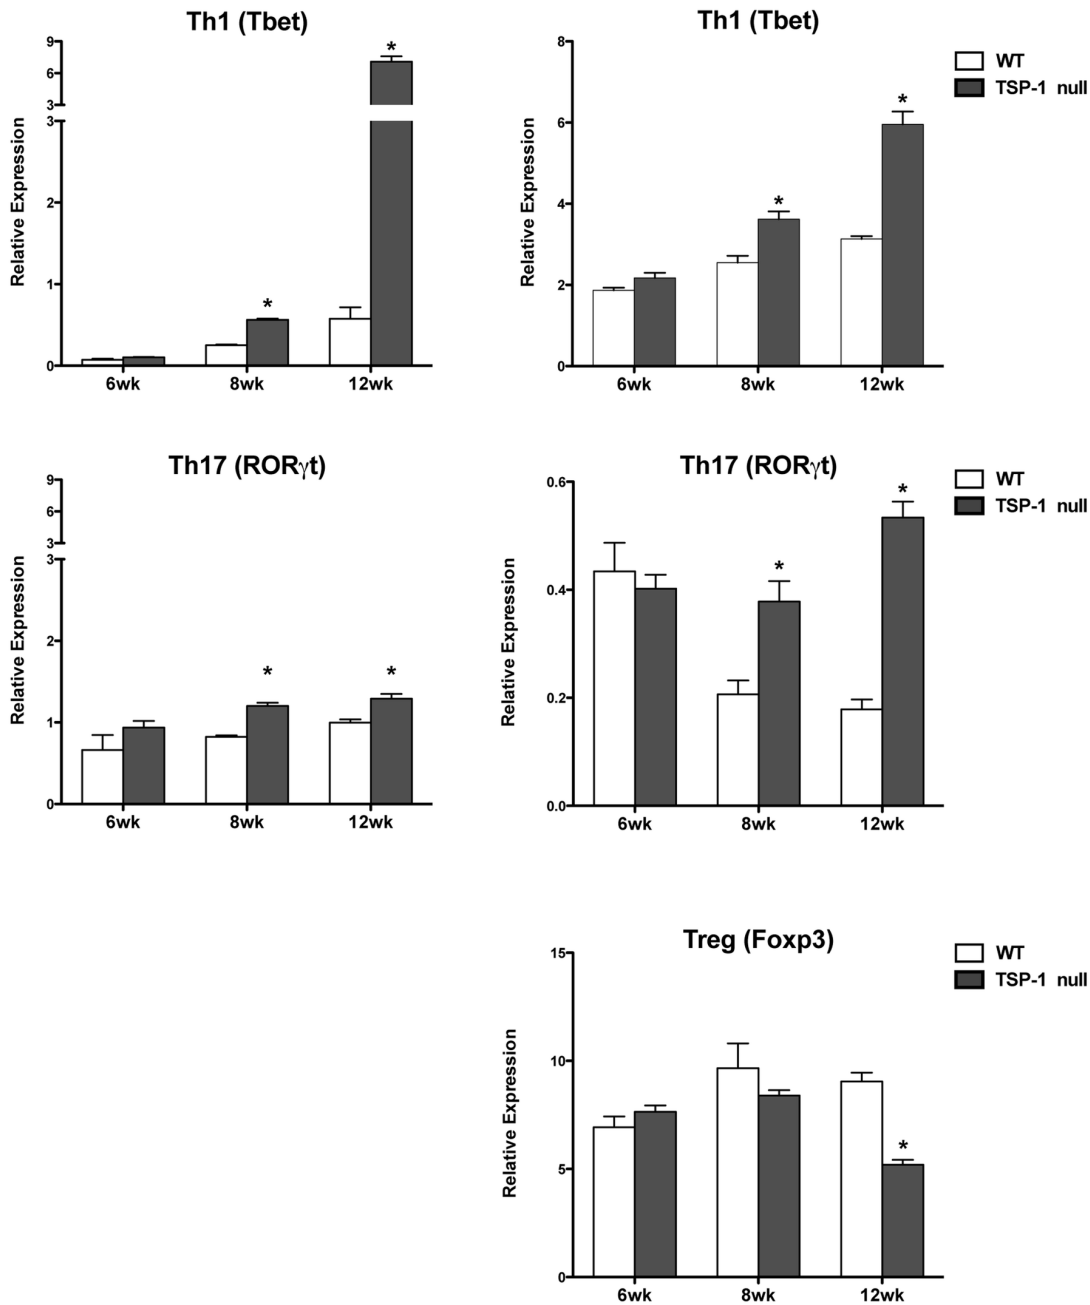 Th1 (Tbet)
9
6
3
3
2
1
0
Relative Expression
*
*
6wk 8wk 12wk
Th1 (Tbet)
8
6
4
2
0
Relative Expression
*
*
6wk 8wk 12wk
WT
TSP-1 null
Th17 (RORγt)
9
6
3
3
2
1
0
Relative Expression
* *
6wk 8wk 12wk
Th17 (RORγt)
0.6
0.4
0.2
0.0
Relative Expression
*
*
6wk 8wk 12wk
WT
TSP-1 null
Treg (Foxp3)
15
10
5
0
Relative Expression
*
6wk 8wk 12wk
WT
TSP-1 null